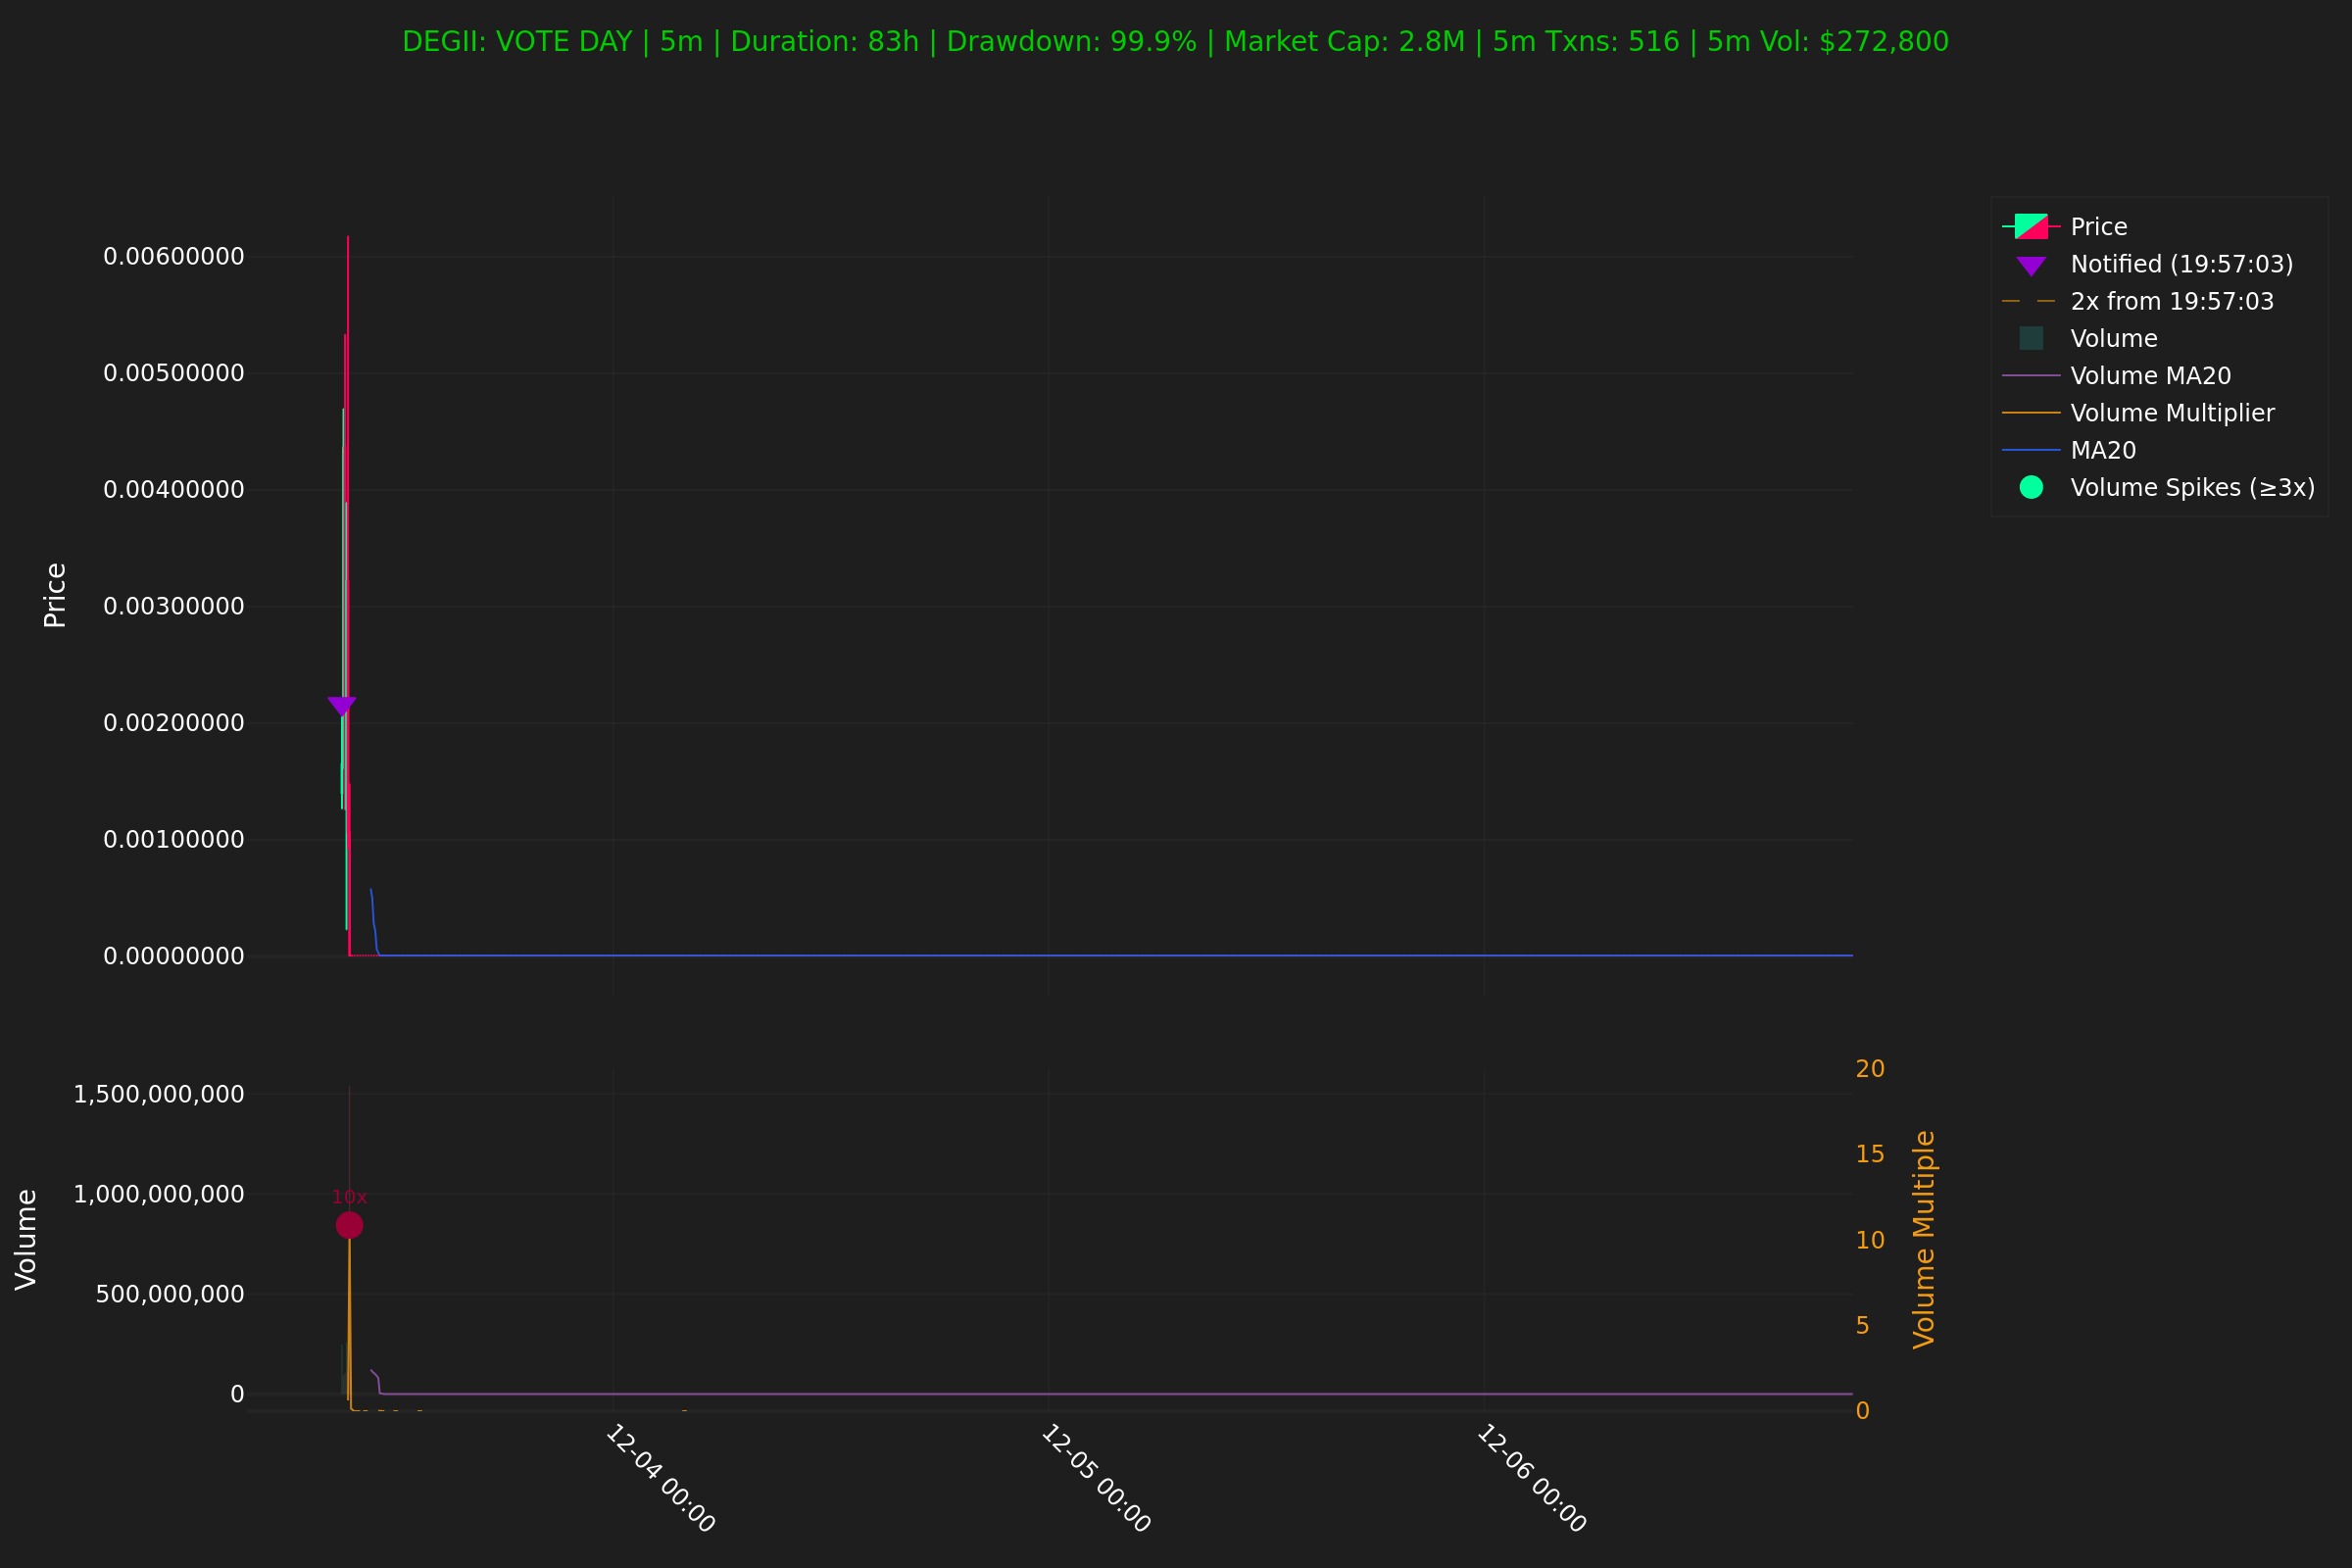 DEGII: VOTE DAY | 5m | Duration: 83h | Drawdown: 99.9% | Market Cap: 2.8M | 5m Txns: 516 | 5m Vol: $272,800
Price
0.00600000
0.00500000
0.00400000
0.00300000
0.00200000
0.00100000
0.00000000
Price
Notified (19:57:03)
2x from 19:57:03
Volume
Volume MA20
Volume Multiplier
MA20
Volume Spikes (≥3x)
Volume
1,500,000,000
1,000,000,000
500,000,000
0
10x
20
15
10
5
0
Volume Multiple
12-04 00:00
12-05 00:00
12-06 00:00